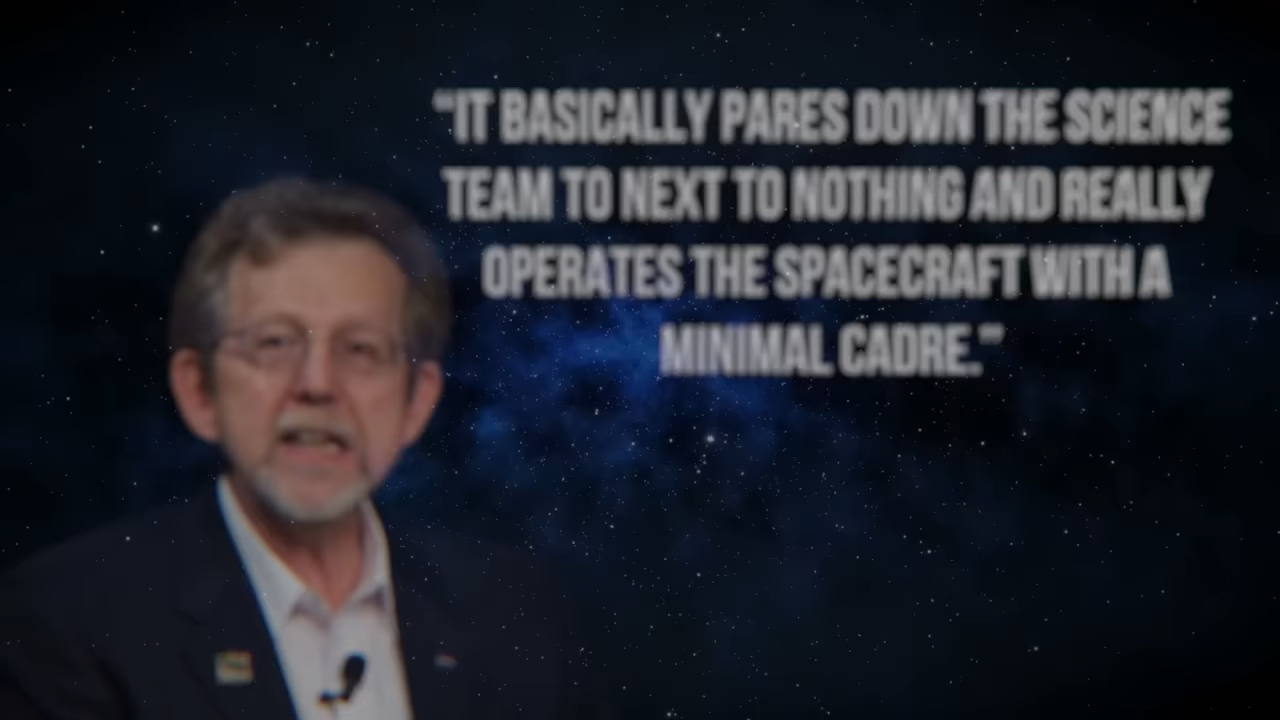 “IT BASICALLY PARES DOWN THE SCIENCE
TEAM TO NEXT TO NOTHING AND REALLY
OPERATES THE SPACECRAFT WITH A
MINIMAL CADRE.”